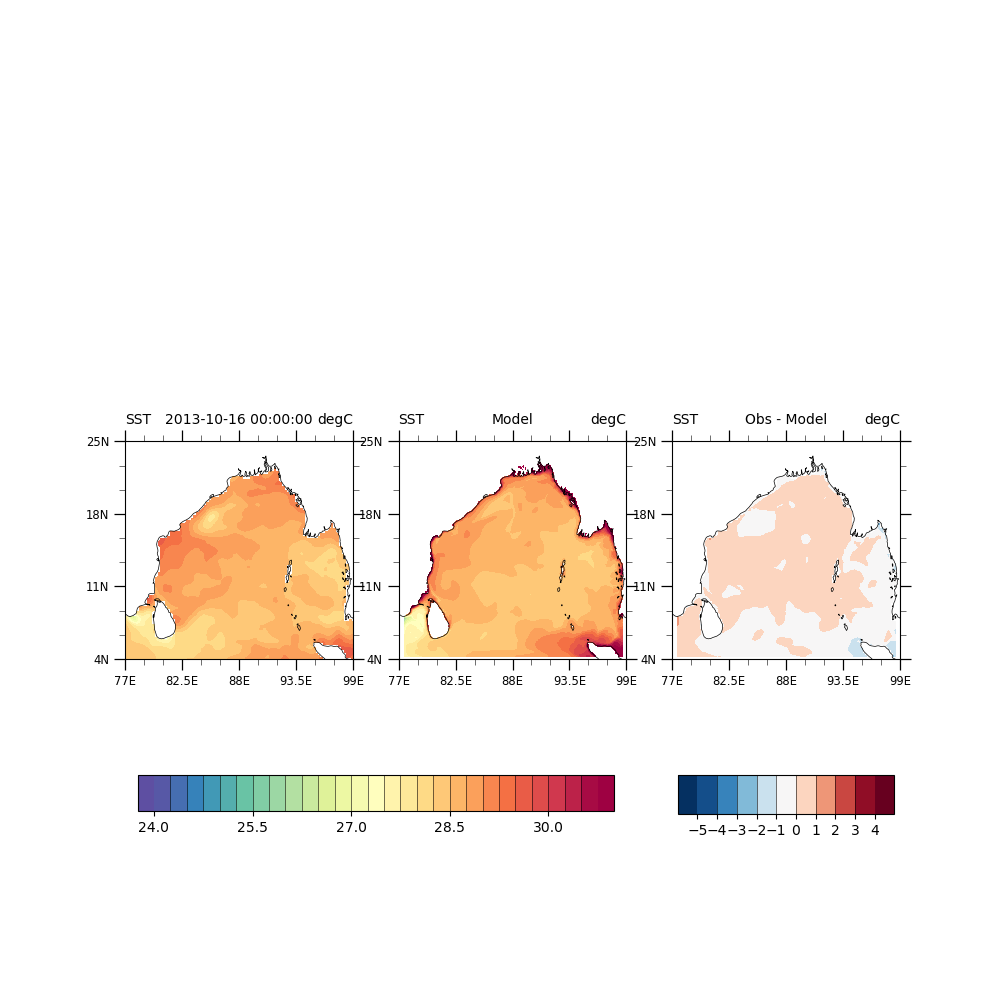 SST 2013-10-16 00:00:00 degC
SST Model degC
SST Obs - Model degC
25N
18N
11N
4N
77E 82.5E 88E 93.5E 99E
25N
18N
11N
4N
77E 82.5E 88E 93.5E 99E
25N
18N
11N
4N
77E 82.5E 88E 93.5E 99E
24.0 25.5 27.0 28.5 30.0
−5 −4 −3 −2 −1 0 1 2 3 4